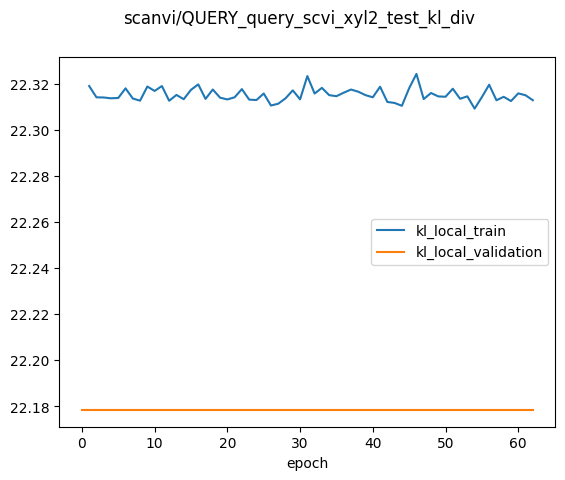 scanvi/QUERY_query_scvi_xyl2_test_kl_div
22.32
22.30
22.28
22.26
22.24
22.22
22.20
22.18
kl_local_train
kl_local_validation
0 10 20 30 40 50 60
epoch